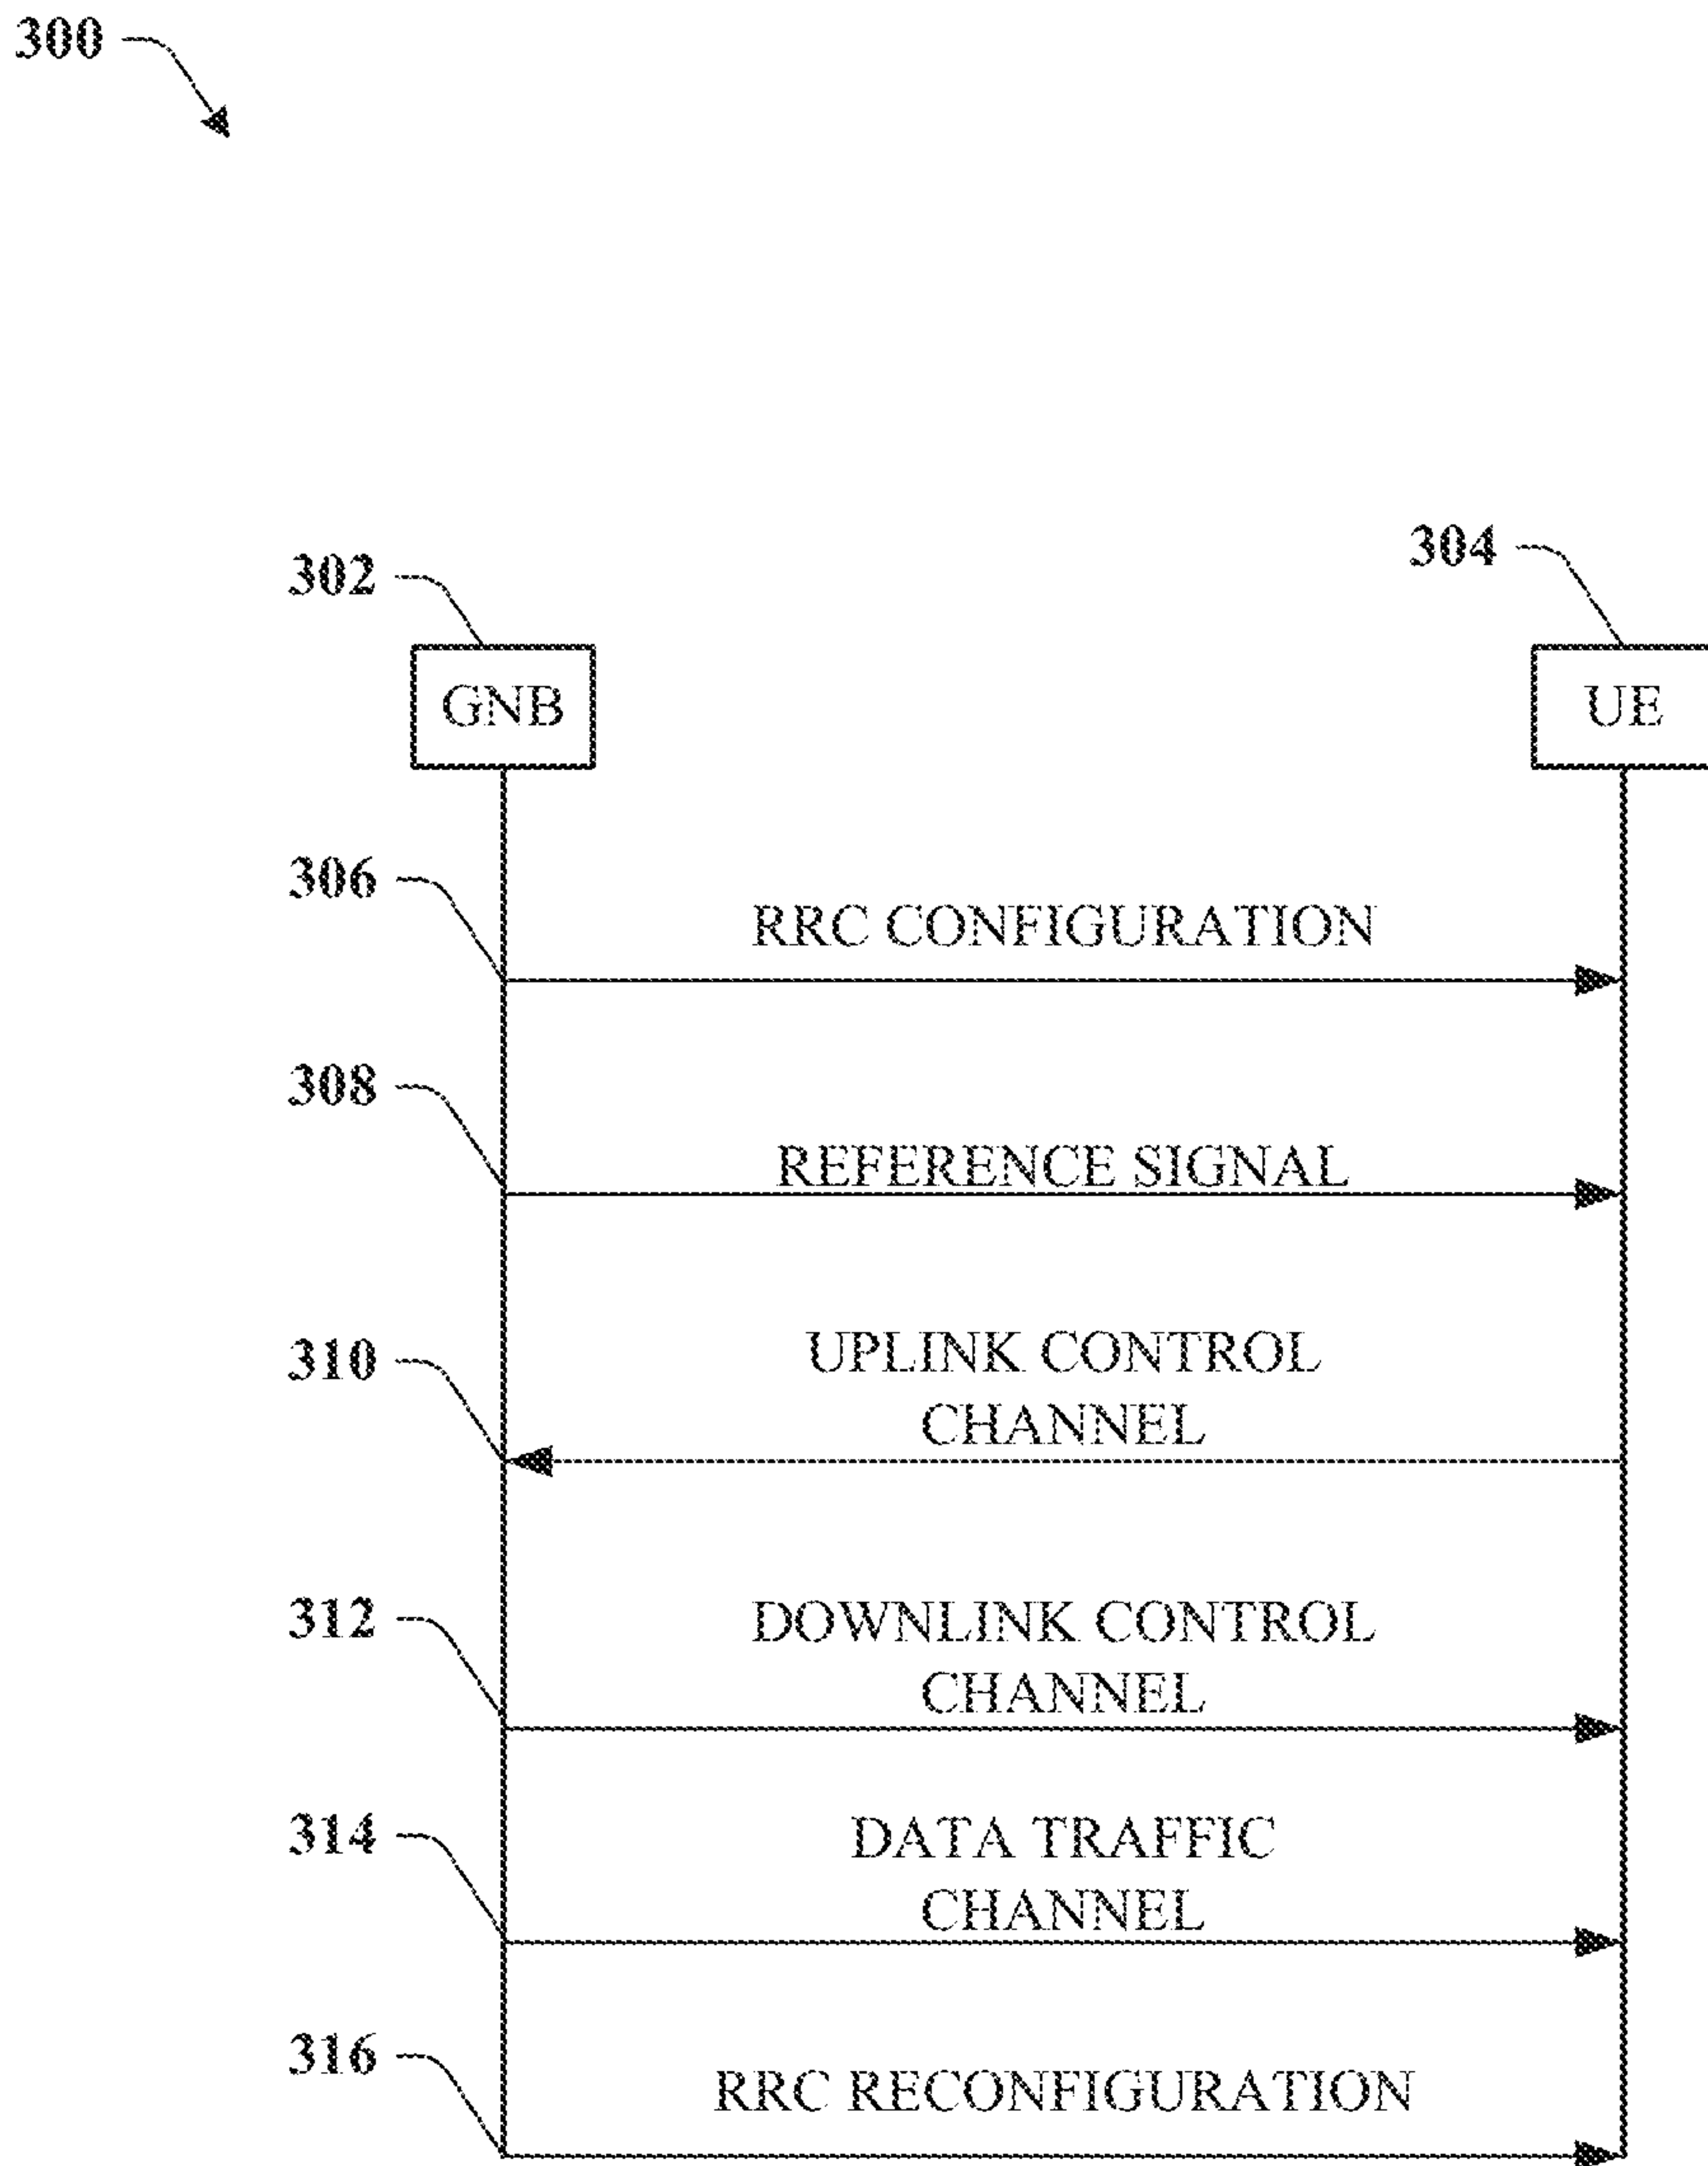 300
302
304
GNB
UE
306
RRC CONFIGURATION
308
REFERENCE SIGNAL
310
UPLINK CONTROL
CHANNEL
312
DOWNLINK CONTROL
CHANNEL
314
DATA TRAFFIC
CHANNEL
316
RRC RECONFIGURATION